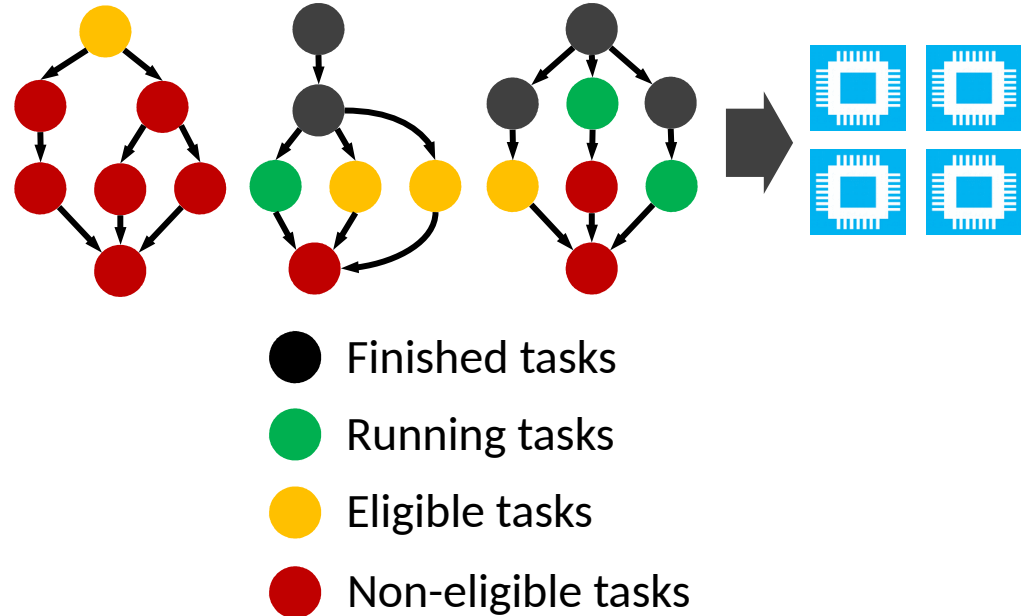 Finished tasks
Running tasks
Eligible tasks
Non-eligible tasks